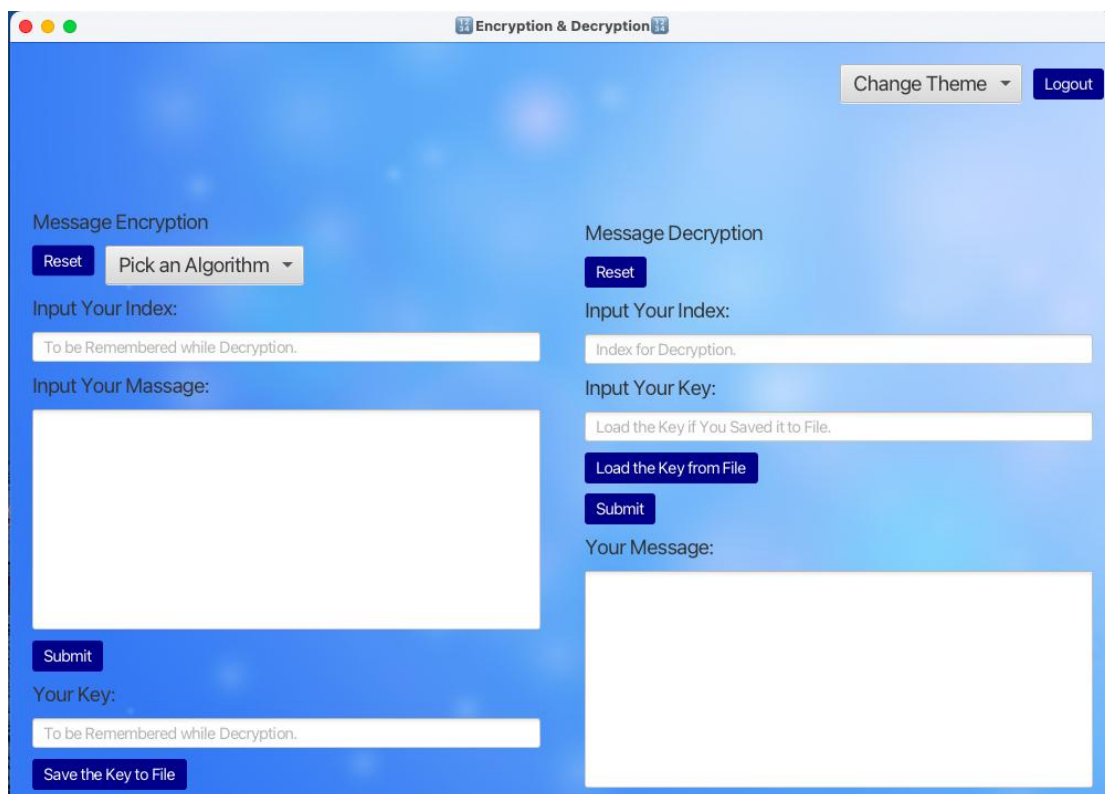 🔢Encryption & Decryption🔢
Change Theme
Logout
Message Encryption
Reset
Pick an Algorithm
Input Your Index:
To be Remembered while Decryption.
Input Your Massage:
Submit
Your Key:
To be Remembered while Decryption.
Save the Key to File
Message Decryption
Reset
Input Your Index:
Index for Decryption.
Input Your Key:
Load the Key if You Saved it to File.
Load the Key from File
Submit
Your Message: